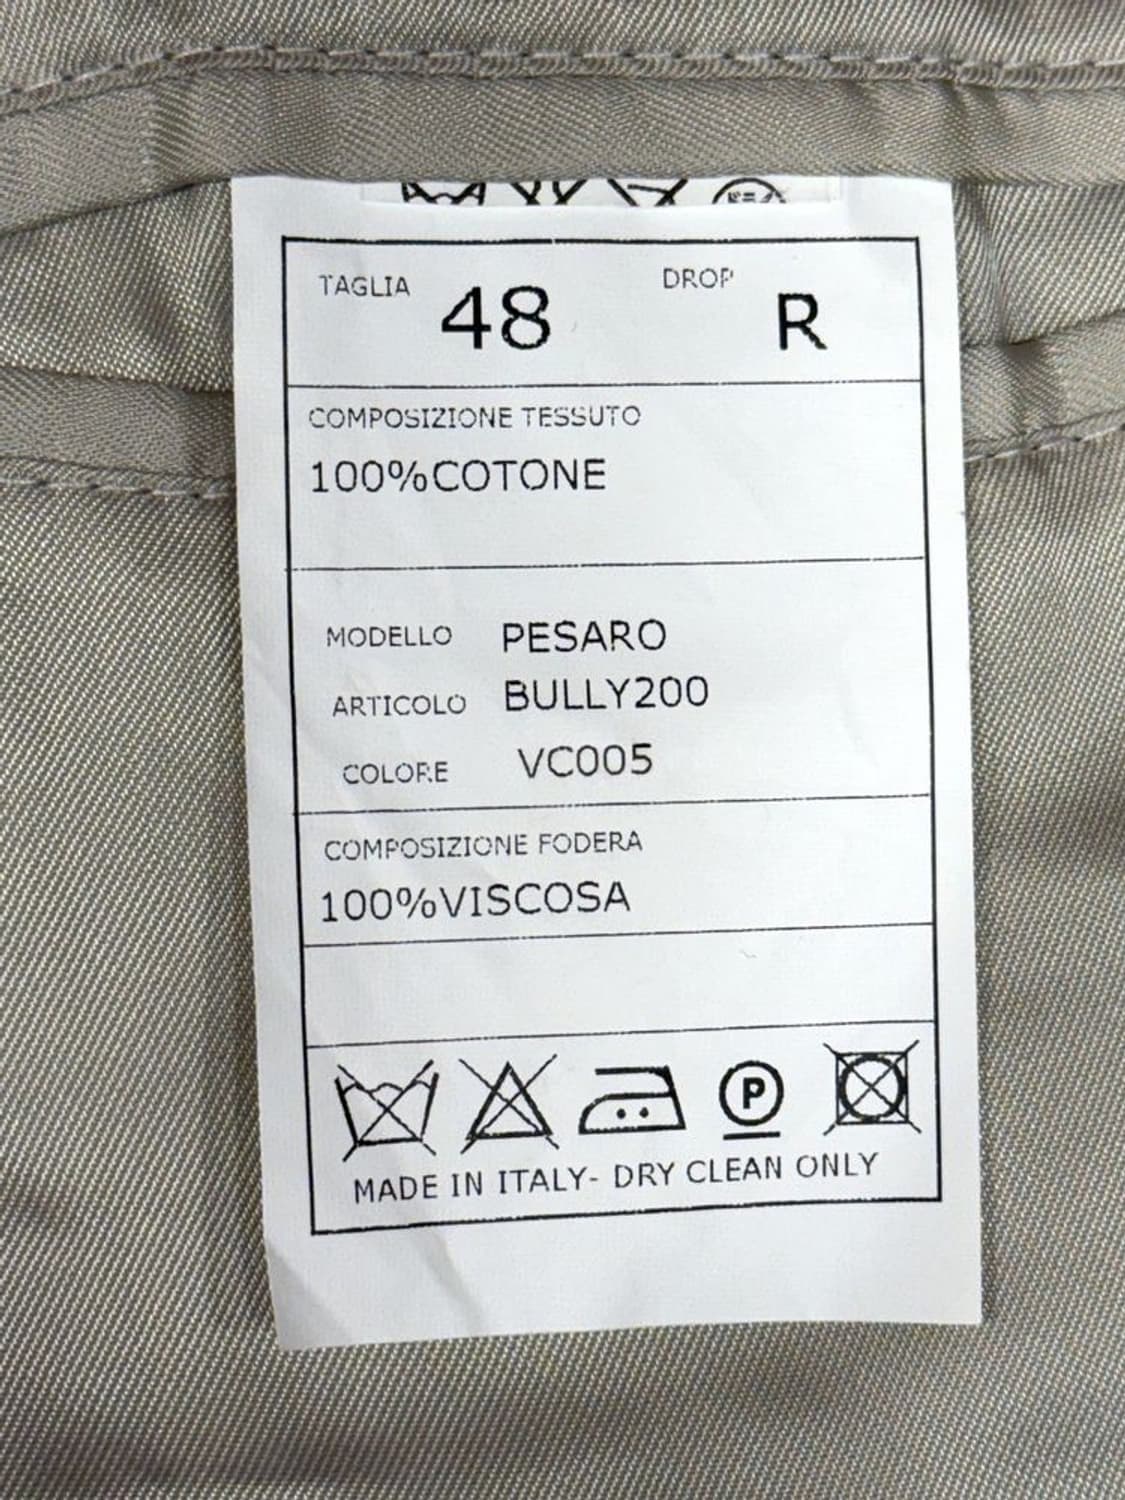 TAGLIA 48 DROP R
COMPOSIZIONE TESSUTO
100%COTONE
MODELLO PESARO
ARTICOLO BULLY200
COLORE VC005
COMPOSIZIONE FODERA
100%VISCOSA
P
MADE IN ITALY- DRY CLEAN ONLY